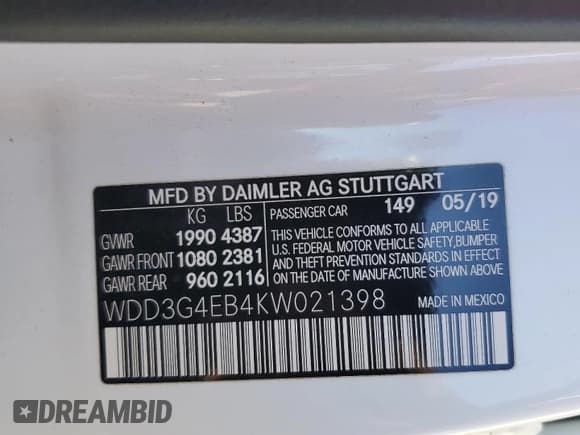 MFD BY DAIMLER AG STUTTGART
KG LBS PASSENGER CAR 149 05/19
GVWR 1990 4387
GAWR FRONT 1080 2381
GAWR REAR 960 2116
THIS VEHICLE CONFORMS TO ALL APPLICABLE
U.S. FEDERAL MOTOR VEHICLE SAFETY, BUMPER
AND THEFT PREVENTION STANDARDS IN EFFECT
ON THE DATE OF MANUFACTURE SHOWN ABOVE.
WDD3G4EB4KW021398 MADE IN MEXICO
DREAMBID